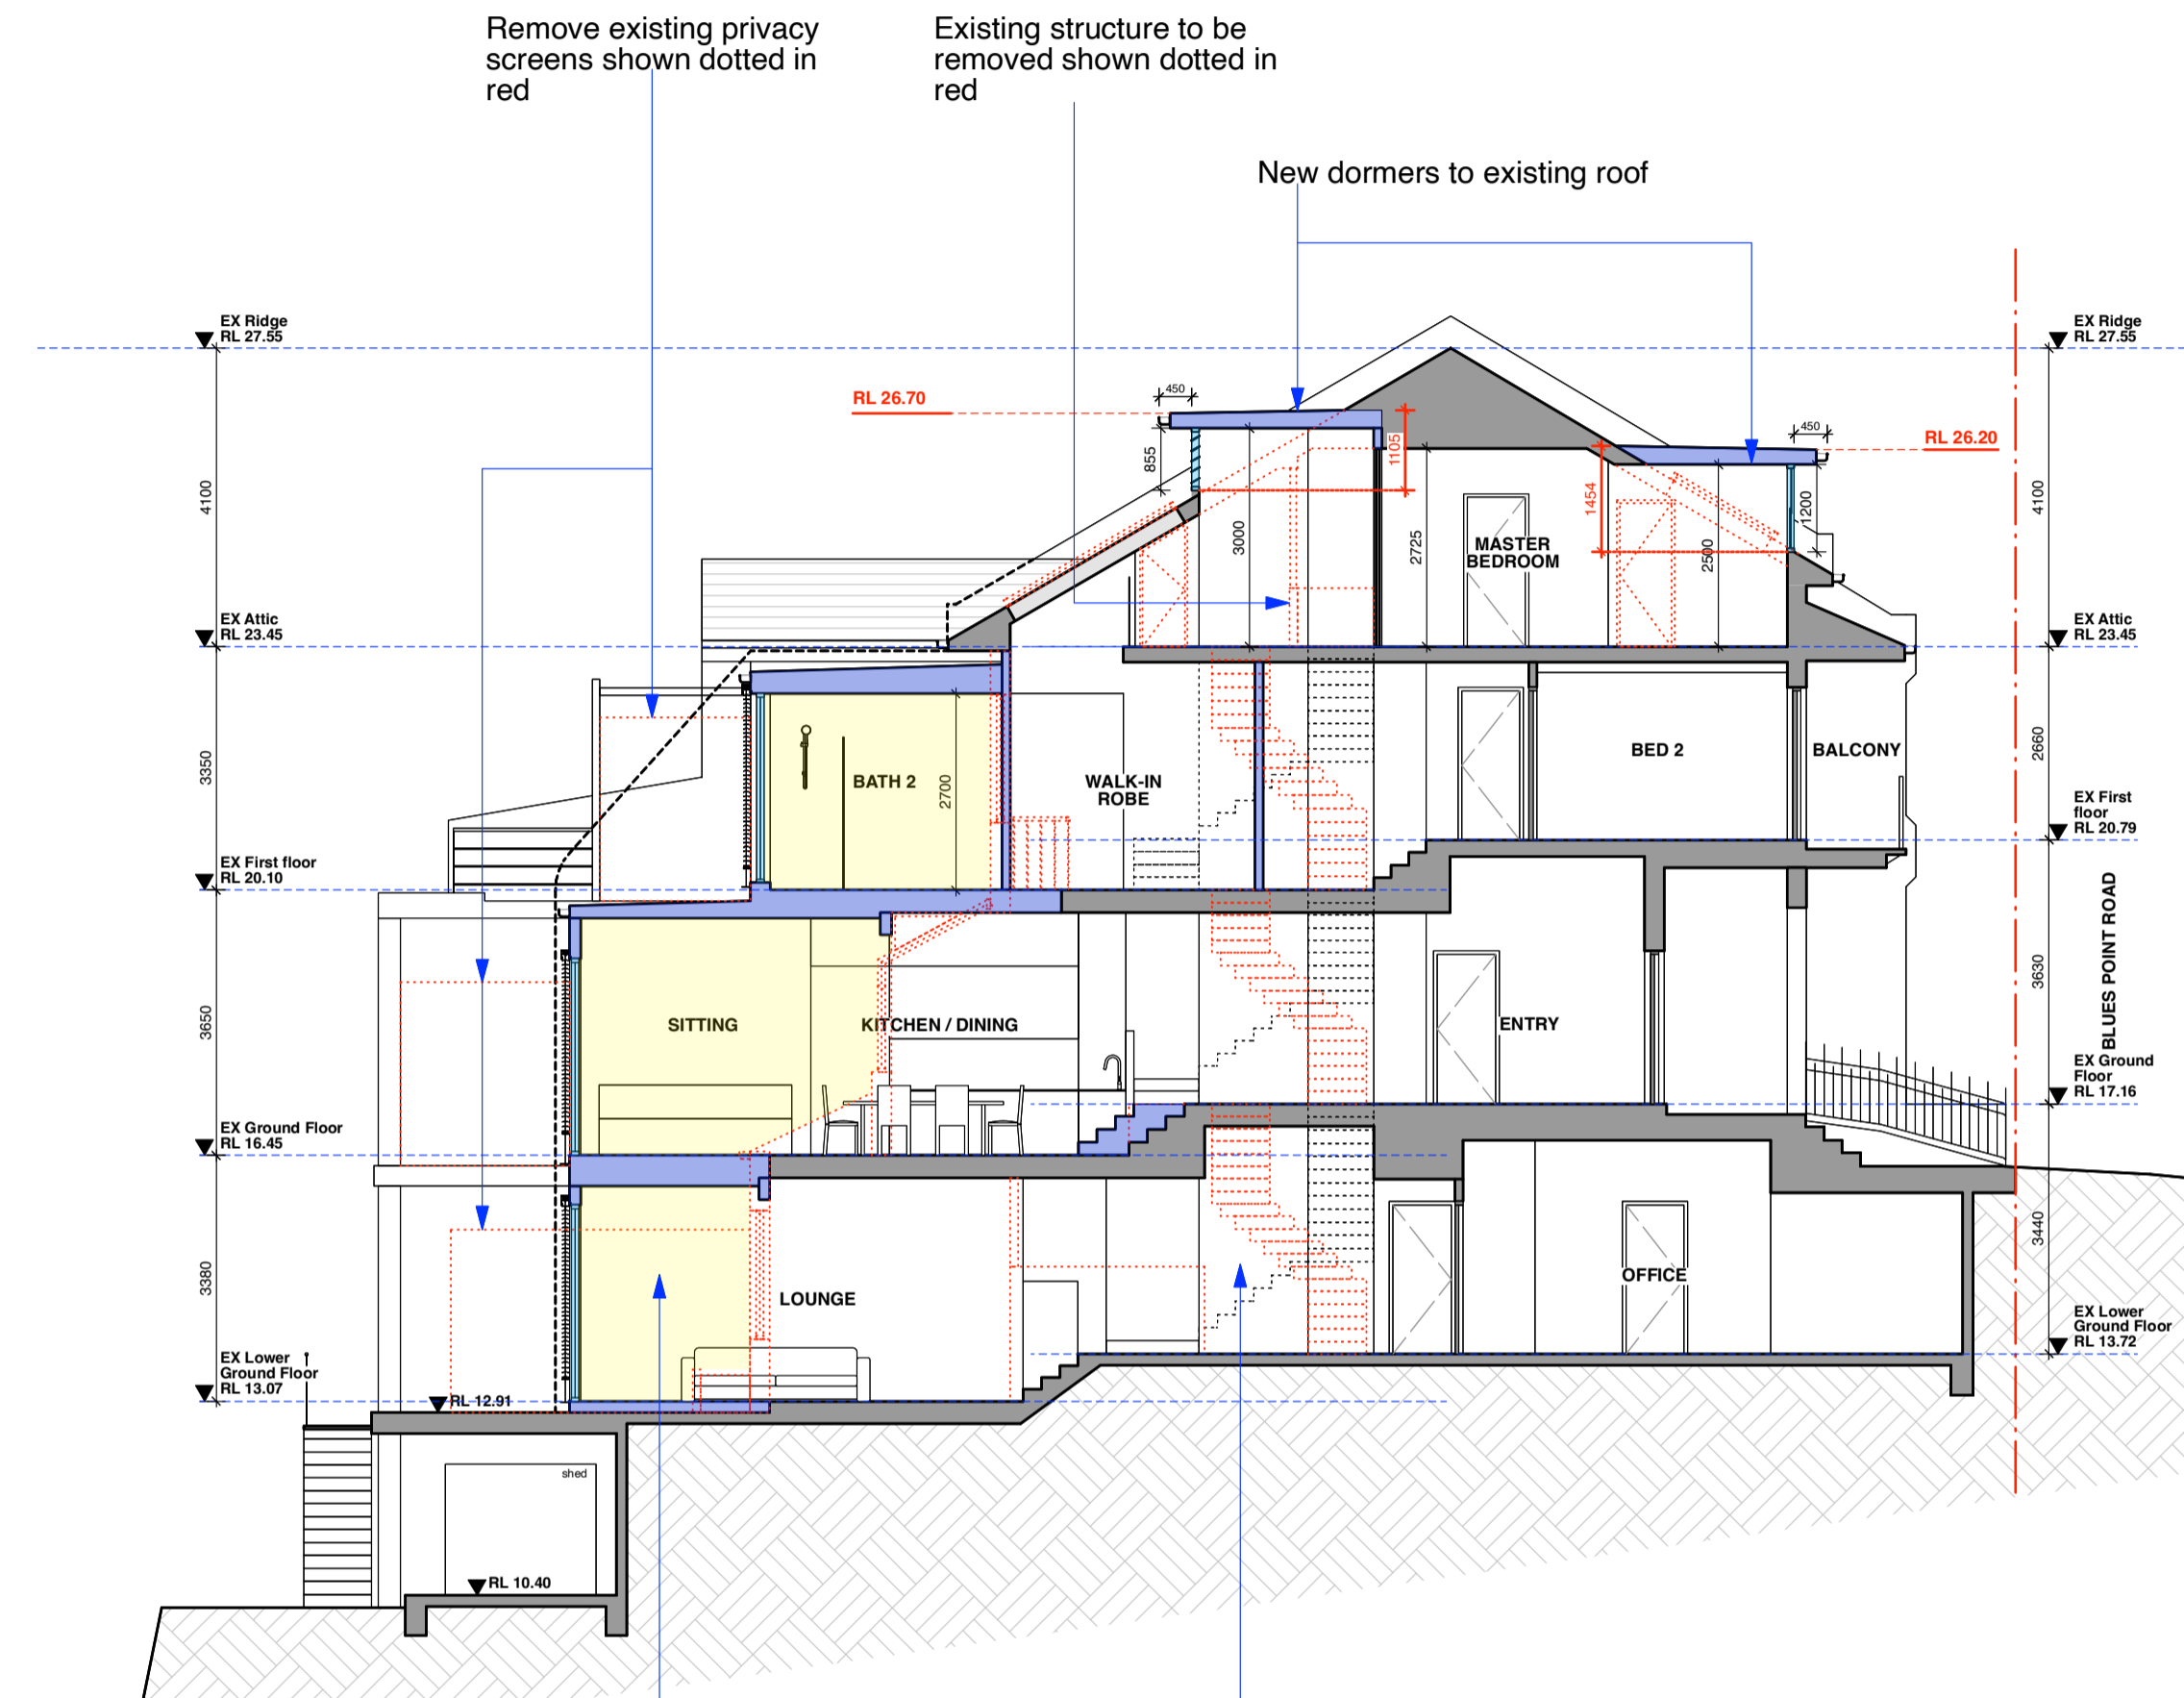 Remove existing privacy
screens shown dotted in
red
Existing structure to be
removed shown dotted in
red
New dormers to existing roof
EX Ridge
RL 27.55
EX Ridge
RL 27.55
RL 26.70
450
450
RL 26.20
855
1105
1454
1200
4100
3000
2725
2500
4100
MASTER
BEDROOM
EX Attic
RL 23.45
EX Attic
RL 23.45
3350
BATH 2
2700
WALK-IN
ROBE
BED 2
BALCONY
2660
EX First
floor
RL 20.79
EX First floor
RL 20.10
3650
SITTING
KITCHEN / DINING
ENTRY
3630
BLUES POINT ROAD
EX Ground
Floor
RL 17.16
EX Ground Floor
RL 16.45
3380
LOUNGE
OFFICE
3440
EX Lower
Ground Floor
RL 13.72
EX Lower
Ground Floor
RL 13.07
RL 12.91
shed
RL 10.40